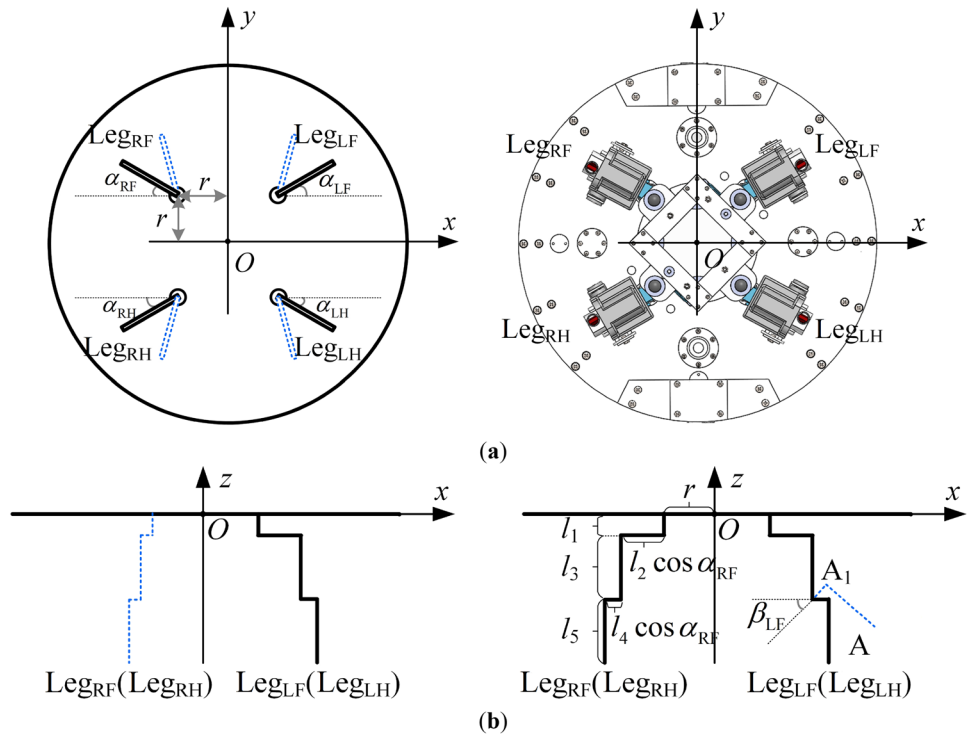 y
y
Leg_RF
Leg_LF
Leg_RF
Leg_LF
α_RF
r
α_LF
r
x
x
O
O
α_RH
α_LH
Leg_RH
Leg_LH
Leg_RH
Leg_LH
(a)
z
x
r
z
x
O
l_1
O
l_3
l_2 cos α_RF
A_1
β_LF
l_5
l_4 cos α_RF
A
Leg_RF(Leg_RH)
Leg_LF(Leg_LH)
Leg_RF(Leg_RH)
Leg_LF(Leg_LH)
(b)